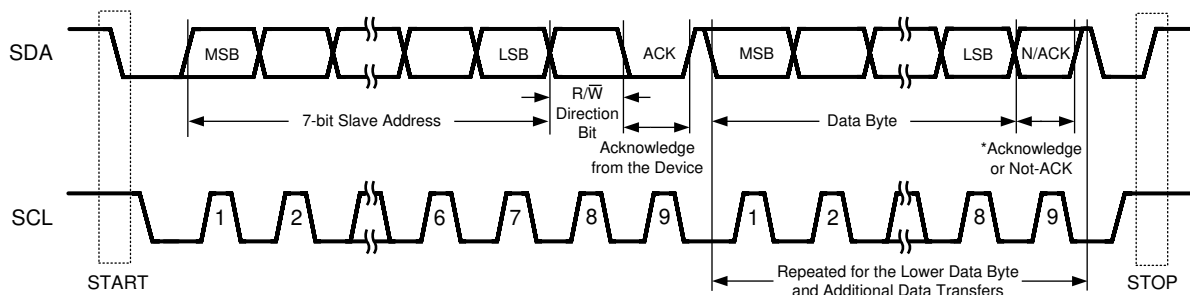 SDA
MSB
LSB
ACK
MSB
LSB
N/ACK
R/W̅
Direction
Bit
7-bit Slave Address
Data Byte
Acknowledge
from the Device
*Acknowledge
or Not-ACK
SCL
1 2 6 7 8 9 1 2 8 9
START
Repeated for the Lower Data Byte
and Additional Data Transfers
STOP